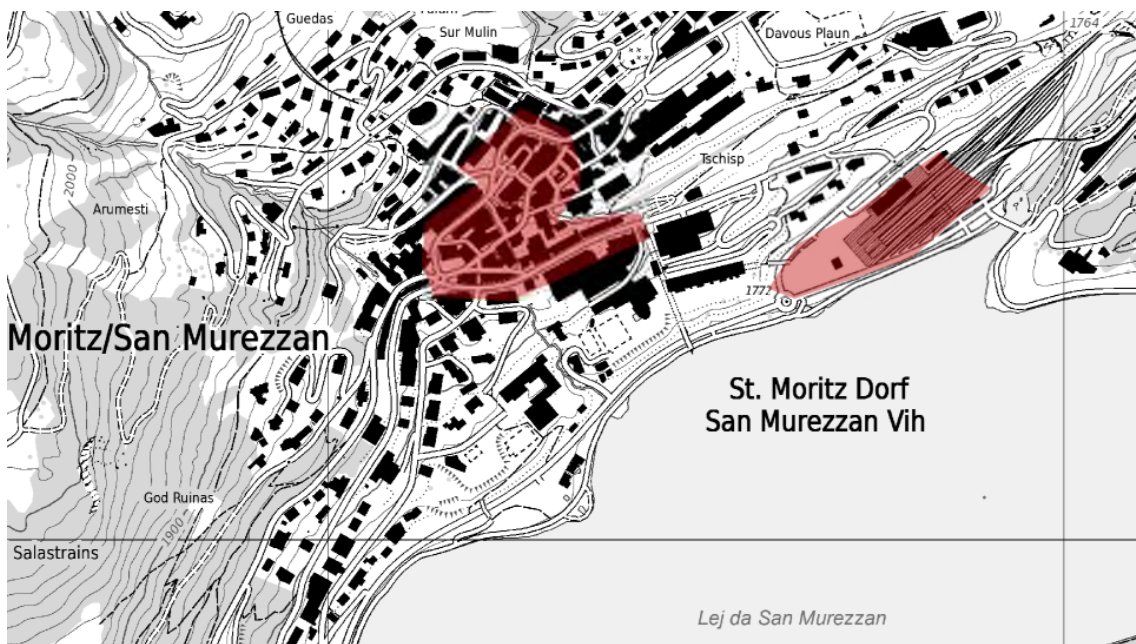 Guedas
Sur Mulin
Davous Plaun
1764
2000
Arumesti
Tschisp
1772
Moritz/San Murezzan
St. Moritz Dorf
San Murezzan Vih
God Ruinas
1900
Salastrains
Lej da San Murezzan